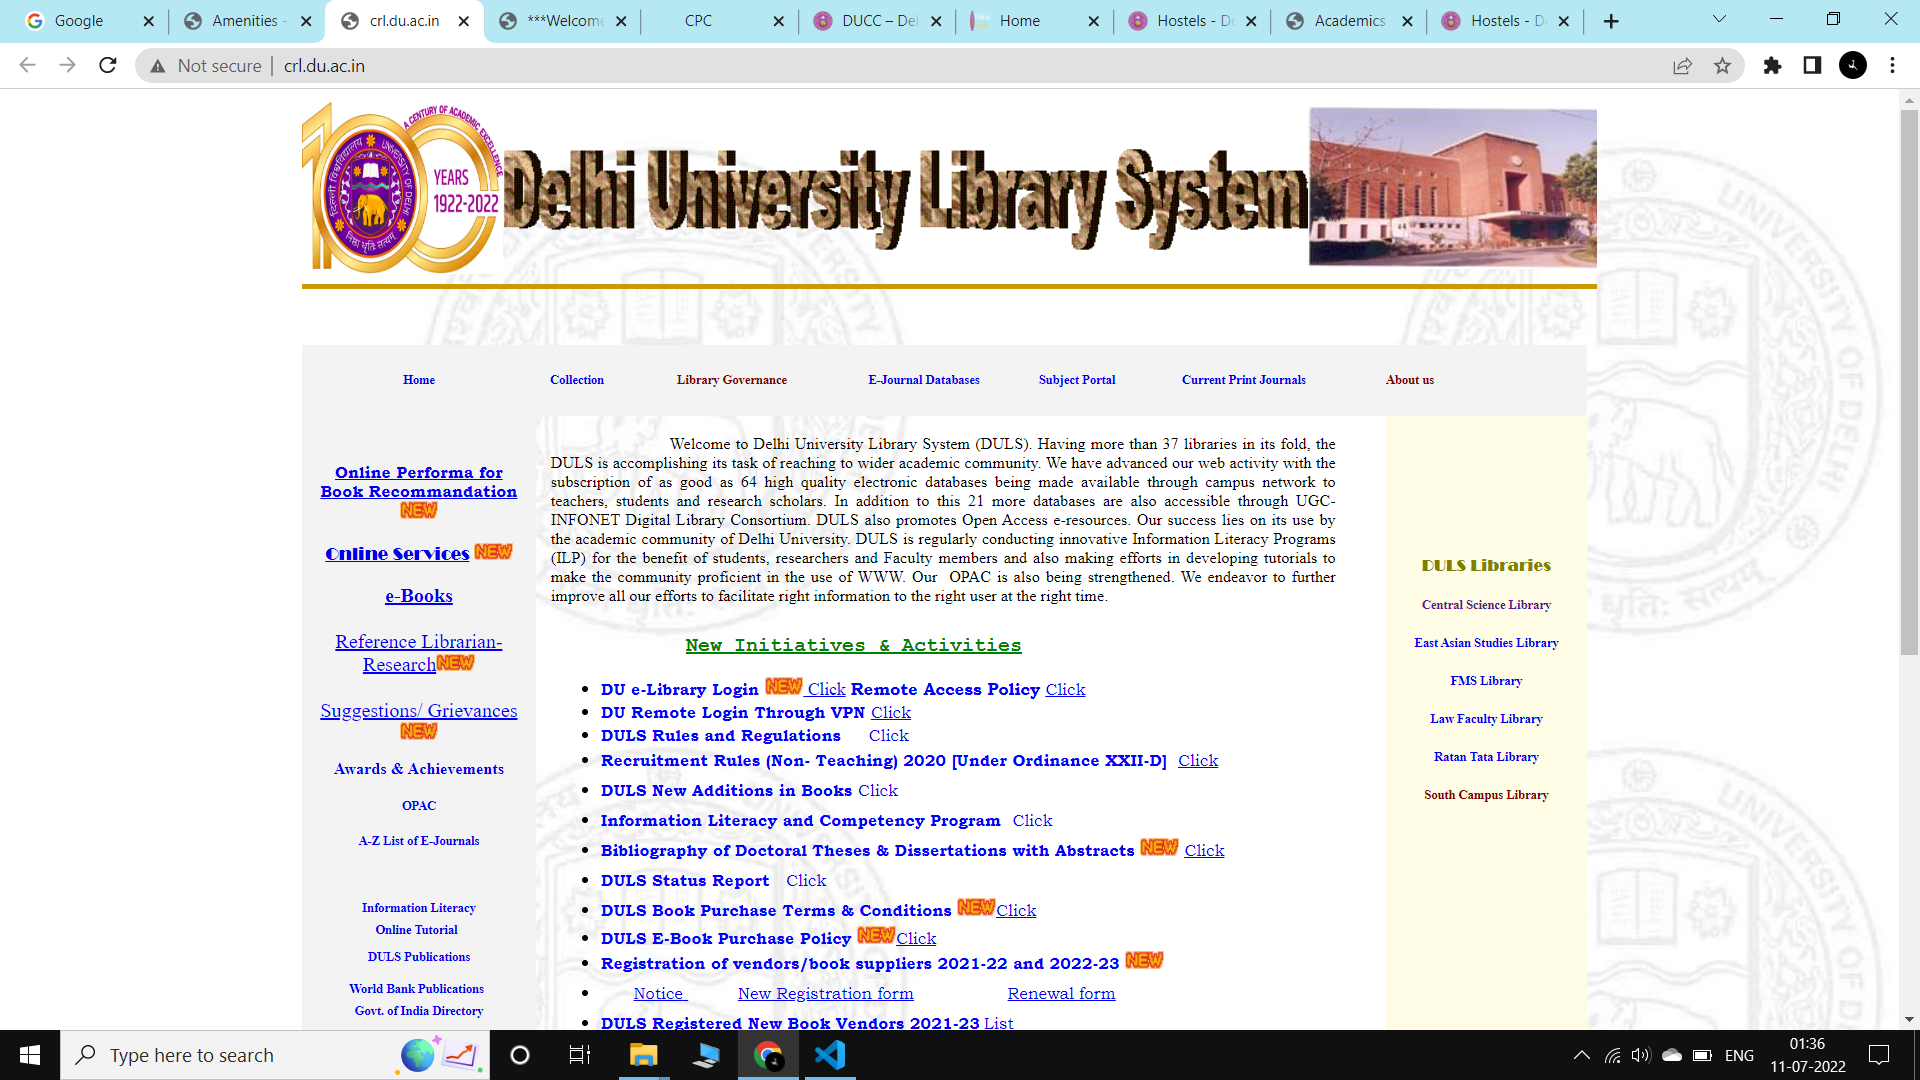 Google
Amenities -
crl.du.ac.in
***Welcome
CPC
DUCC – Del
Home
Hostels - De
Academics
Hostels - De
Not secure
crl.du.ac.in
A CENTURY OF ACADEMIC EXCELLENCE
YEARS
1922-2022
UNIVERSITY OF DELHI
दिल्ली विश्वविद्यालय
निष्ठा धृतिः सत्यम्
Delhi University Library System
Home
Collection
Library Governance
E-Journal Databases
Subject Portal
Current Print Journals
About us
Online Performa for
Book Recommandation
NEW
Online Services NEW
e-Books
Reference Librarian-
Research NEW
Suggestions/ Grievances
NEW
Awards & Achievements
OPAC
A-Z List of E-Journals
Information Literacy
Online Tutorial
DULS Publications
World Bank Publications
Govt. of India Directory
Welcome to Delhi University Library System (DULS). Having more than 37 libraries in its fold, the
DULS is accomplishing its task of reaching to wider academic community. We have advanced our web activity with the
subscription of as good as 64 high quality electronic databases being made available through campus network to
teachers, students and research scholars. In addition to this 21 more databases are also accessible through UGC-
INFONET Digital Library Consortium. DULS also promotes Open Access e-resources. Our success lies on its use by
the academic community of Delhi University. DULS is regularly conducting innovative Information Literacy Programs
(ILP) for the benefit of students, researchers and Faculty members and also making efforts in developing tutorials to
make the community proficient in the use of WWW. Our OPAC is also being strengthened. We endeavor to further
improve all our efforts to facilitate right information to the right user at the right time.
New Initiatives & Activities
DU e-Library Login NEW Click Remote Access Policy Click
DU Remote Login Through VPN Click
DULS Rules and Regulations Click
Recruitment Rules (Non- Teaching) 2020 [Under Ordinance XXII-D] Click
DULS New Additions in Books Click
Information Literacy and Competency Program Click
Bibliography of Doctoral Theses & Dissertations with Abstracts NEW Click
DULS Status Report Click
DULS Book Purchase Terms & Conditions NEW Click
DULS E-Book Purchase Policy NEW Click
Registration of vendors/book suppliers 2021-22 and 2022-23 NEW
Notice New Registration form Renewal form
DULS Registered New Book Vendors 2021-23 List
DULS Libraries
Central Science Library
East Asian Studies Library
FMS Library
Law Faculty Library
Ratan Tata Library
South Campus Library
UNIVERSITY OF DELHI
Type here to search
ENG
01:36
11-07-2022